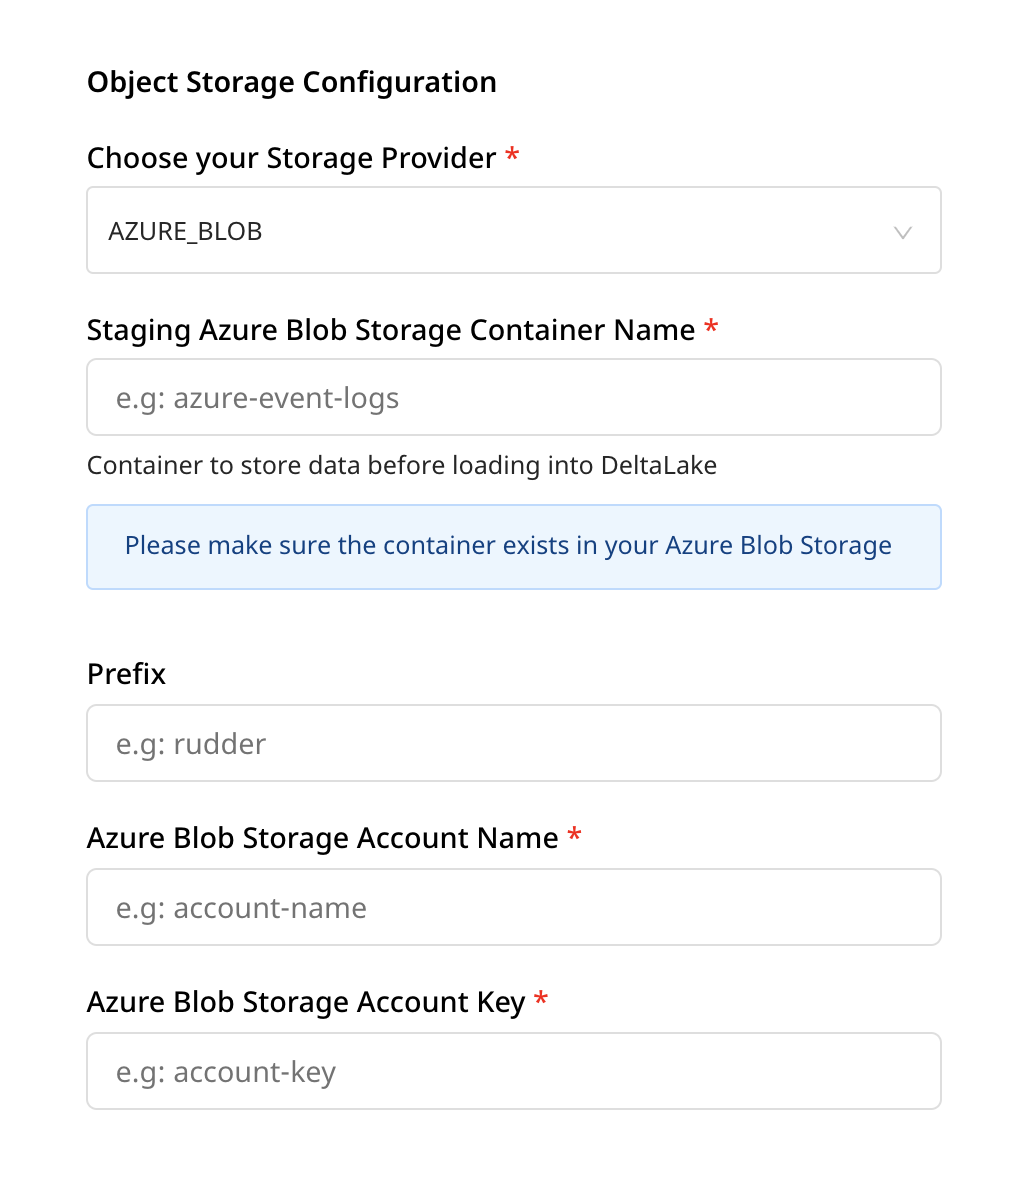 Object Storage Configuration
Choose your Storage Provider *
AZURE_BLOB
Staging Azure Blob Storage Container Name *
e.g: azure-event-logs
Container to store data before loading into DeltaLake
Please make sure the container exists in your Azure Blob Storage
Prefix
e.g: rudder
Azure Blob Storage Account Name *
e.g: account-name
Azure Blob Storage Account Key *
e.g: account-key